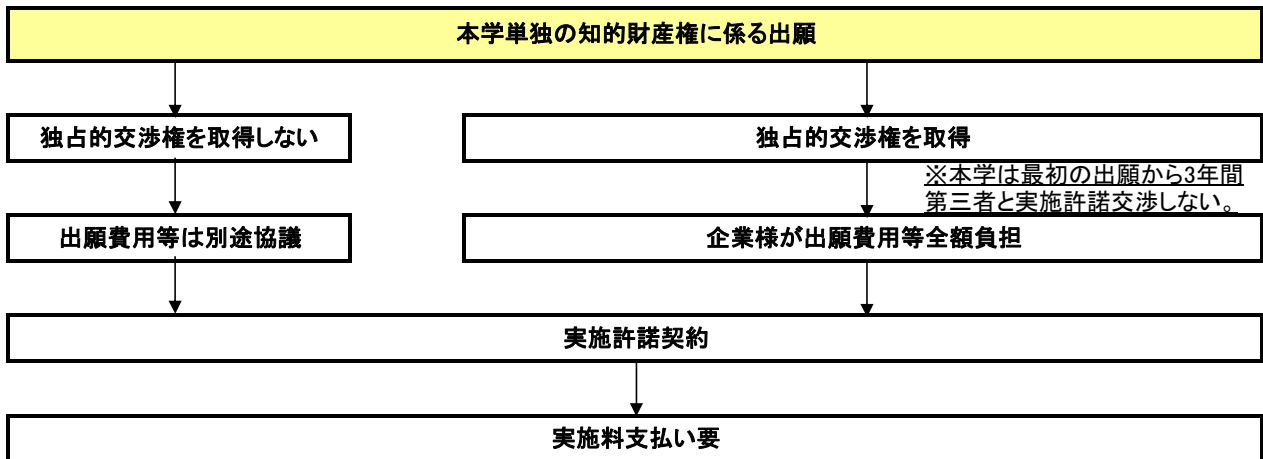 本学単独の知的財産権に係る出願
独占的交渉権を取得しない
独占的交渉権を取得
※本学は最初の出願から3年間
第三者と実施許諾交渉しない。
出願費用等は別途協議
企業様が出願費用等全額負担
実施許諾契約
実施料支払い要